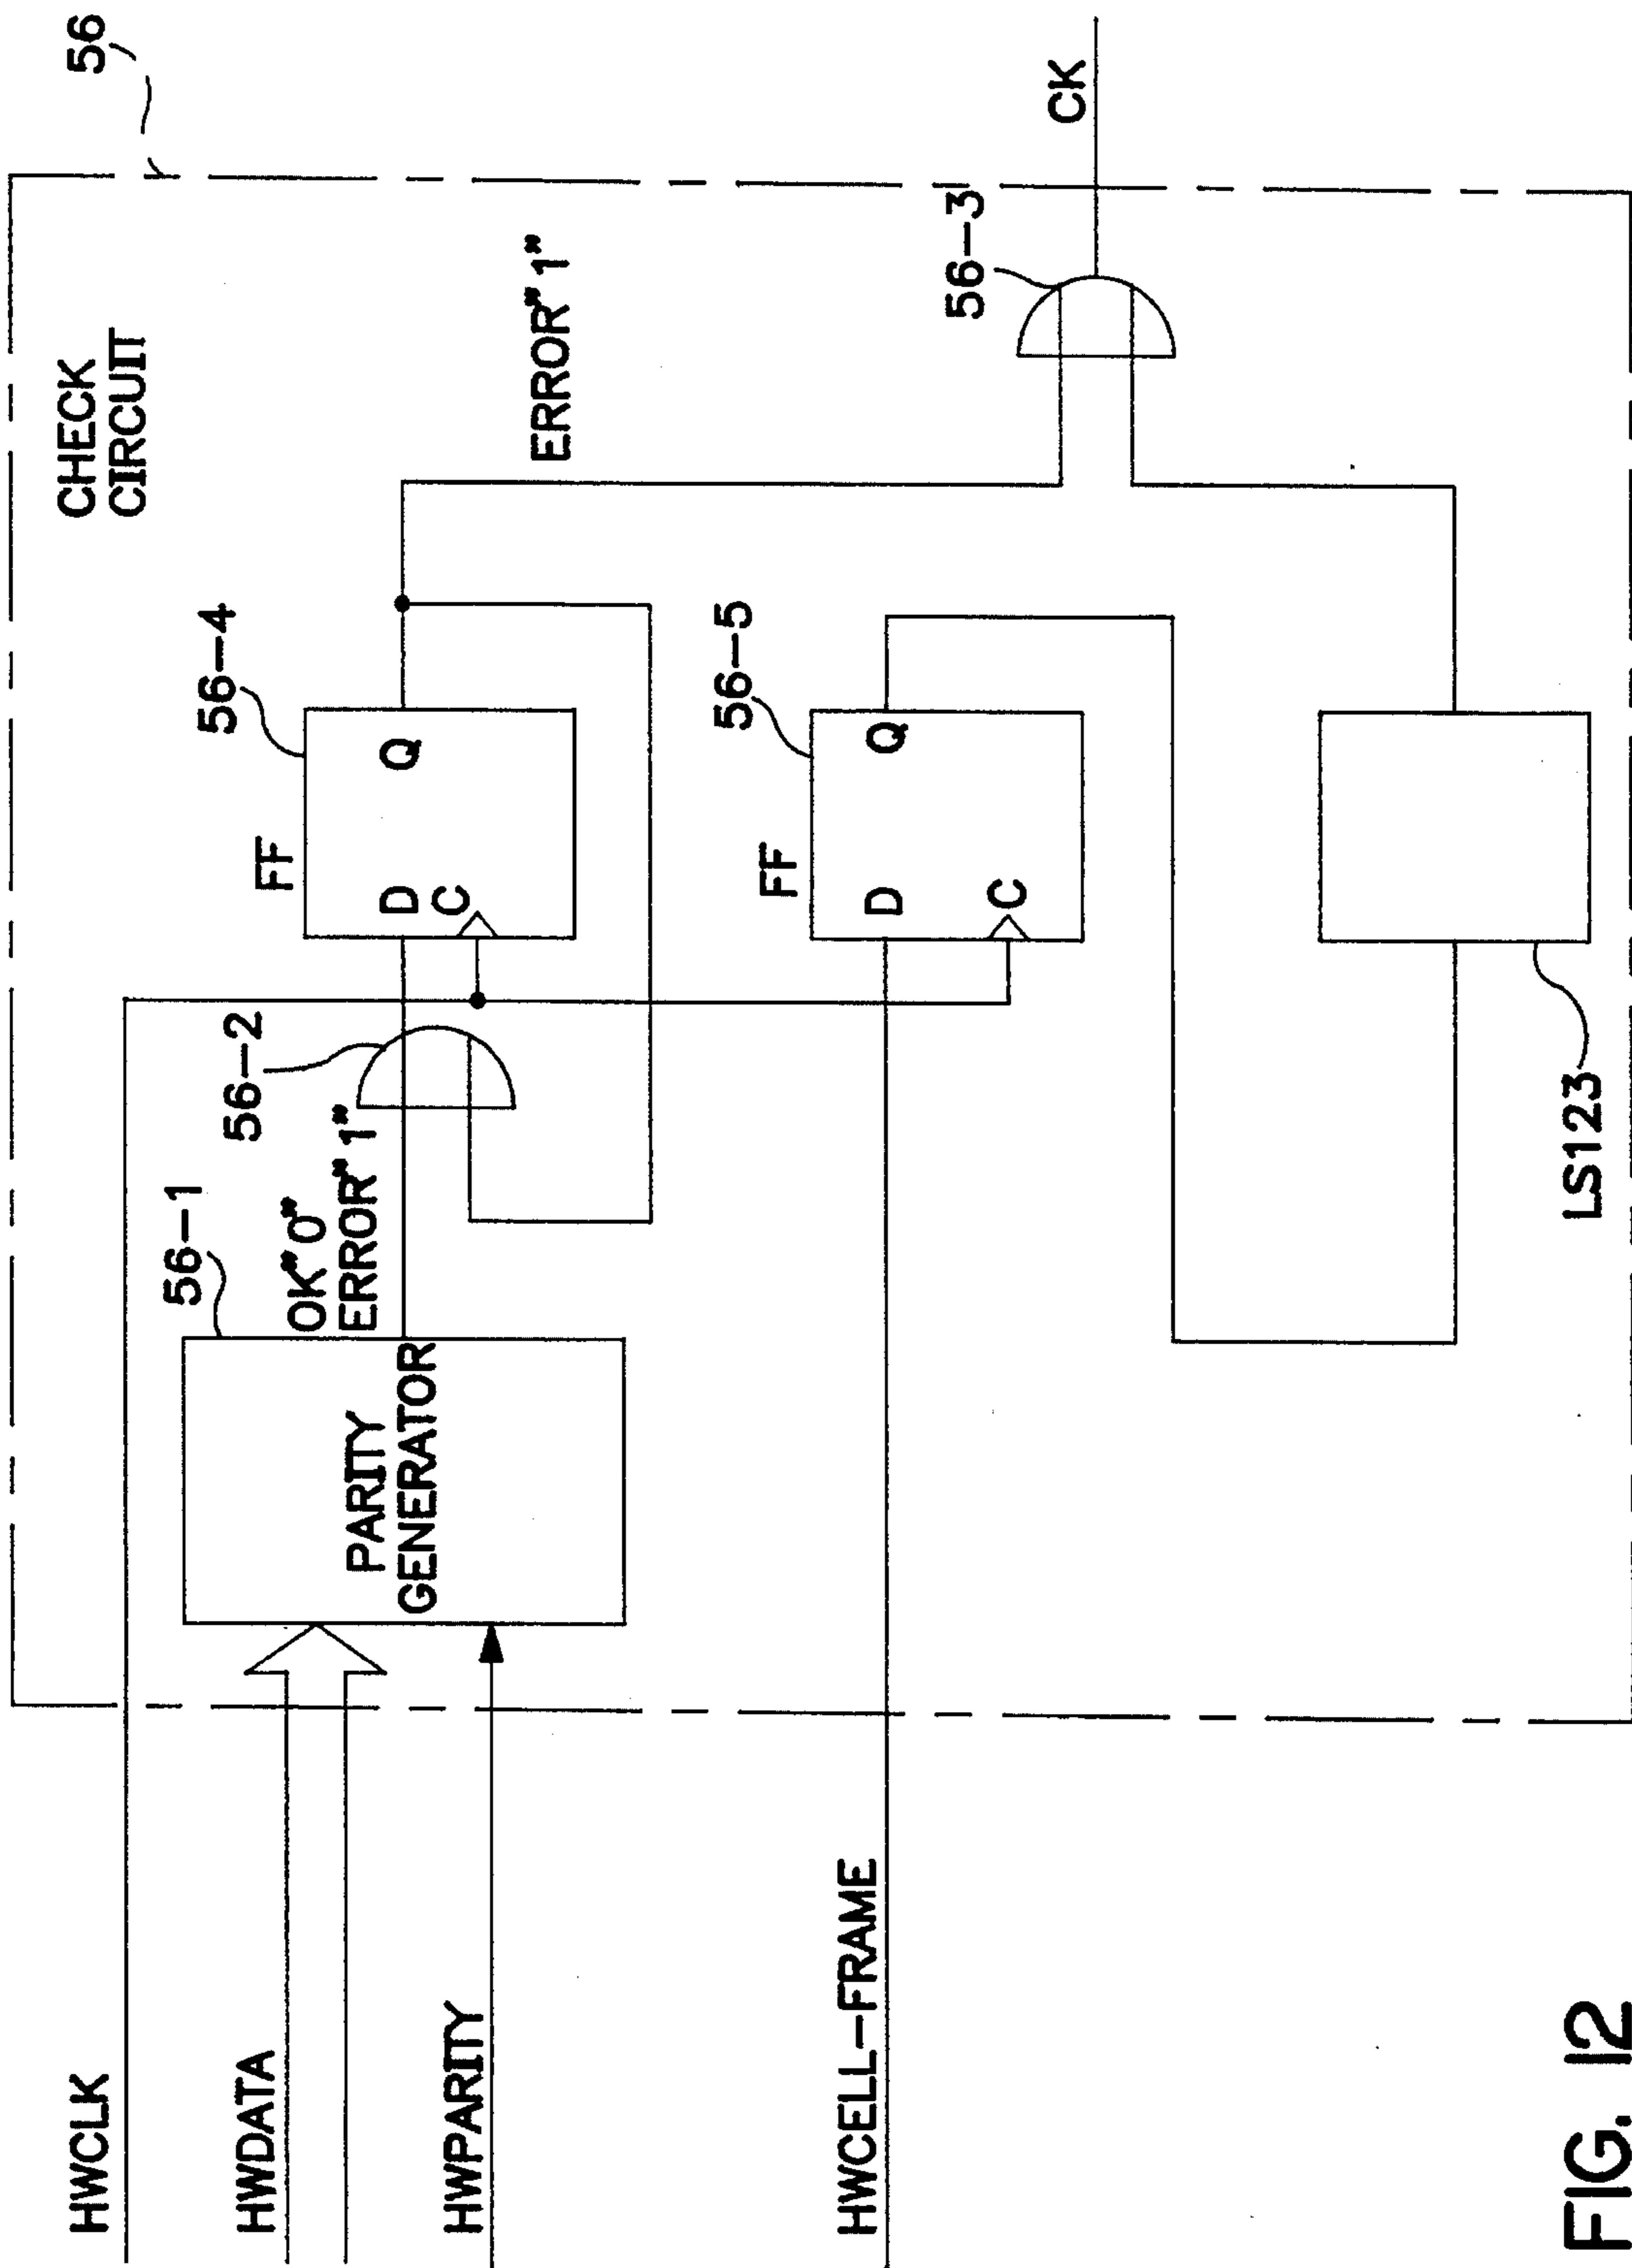 CHECK
CIRCUIT
56
HWCLK
HWDATA
HWPARITY
HWCELL-FRAME
PARITY
GENERATOR
56-1
OK"0"
ERROR"1"
56-2
FF
D
C
Q
56-4
FF
D
C
Q
56-5
ERROR"1"
56-3
CK
LS123
FIG. 12